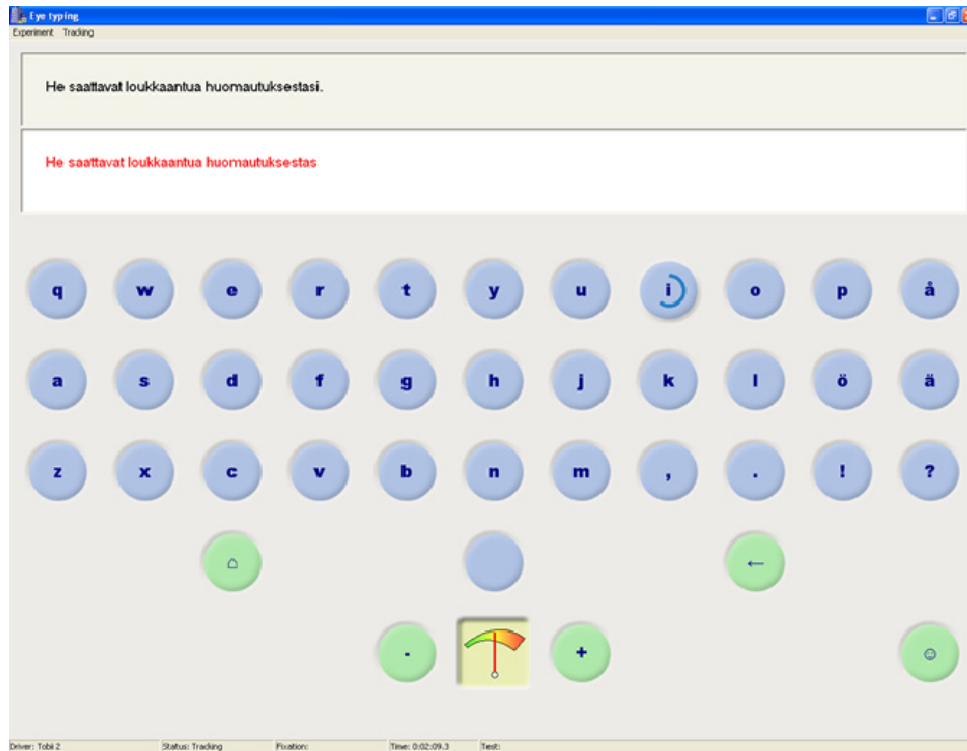 Eye typing
Experiment Tracking
He saattavat loukkaantua huomautuksestasi.
He saattavat loukkaantua huomautuksestas
q w e r t y u i o p å
a s d f g h j k l ö ä
z x c v b n m , . ! ?
←
- +
Driver: Tobii 2 Status: Tracking Fixation: Time: 0:02:09.3 Test: